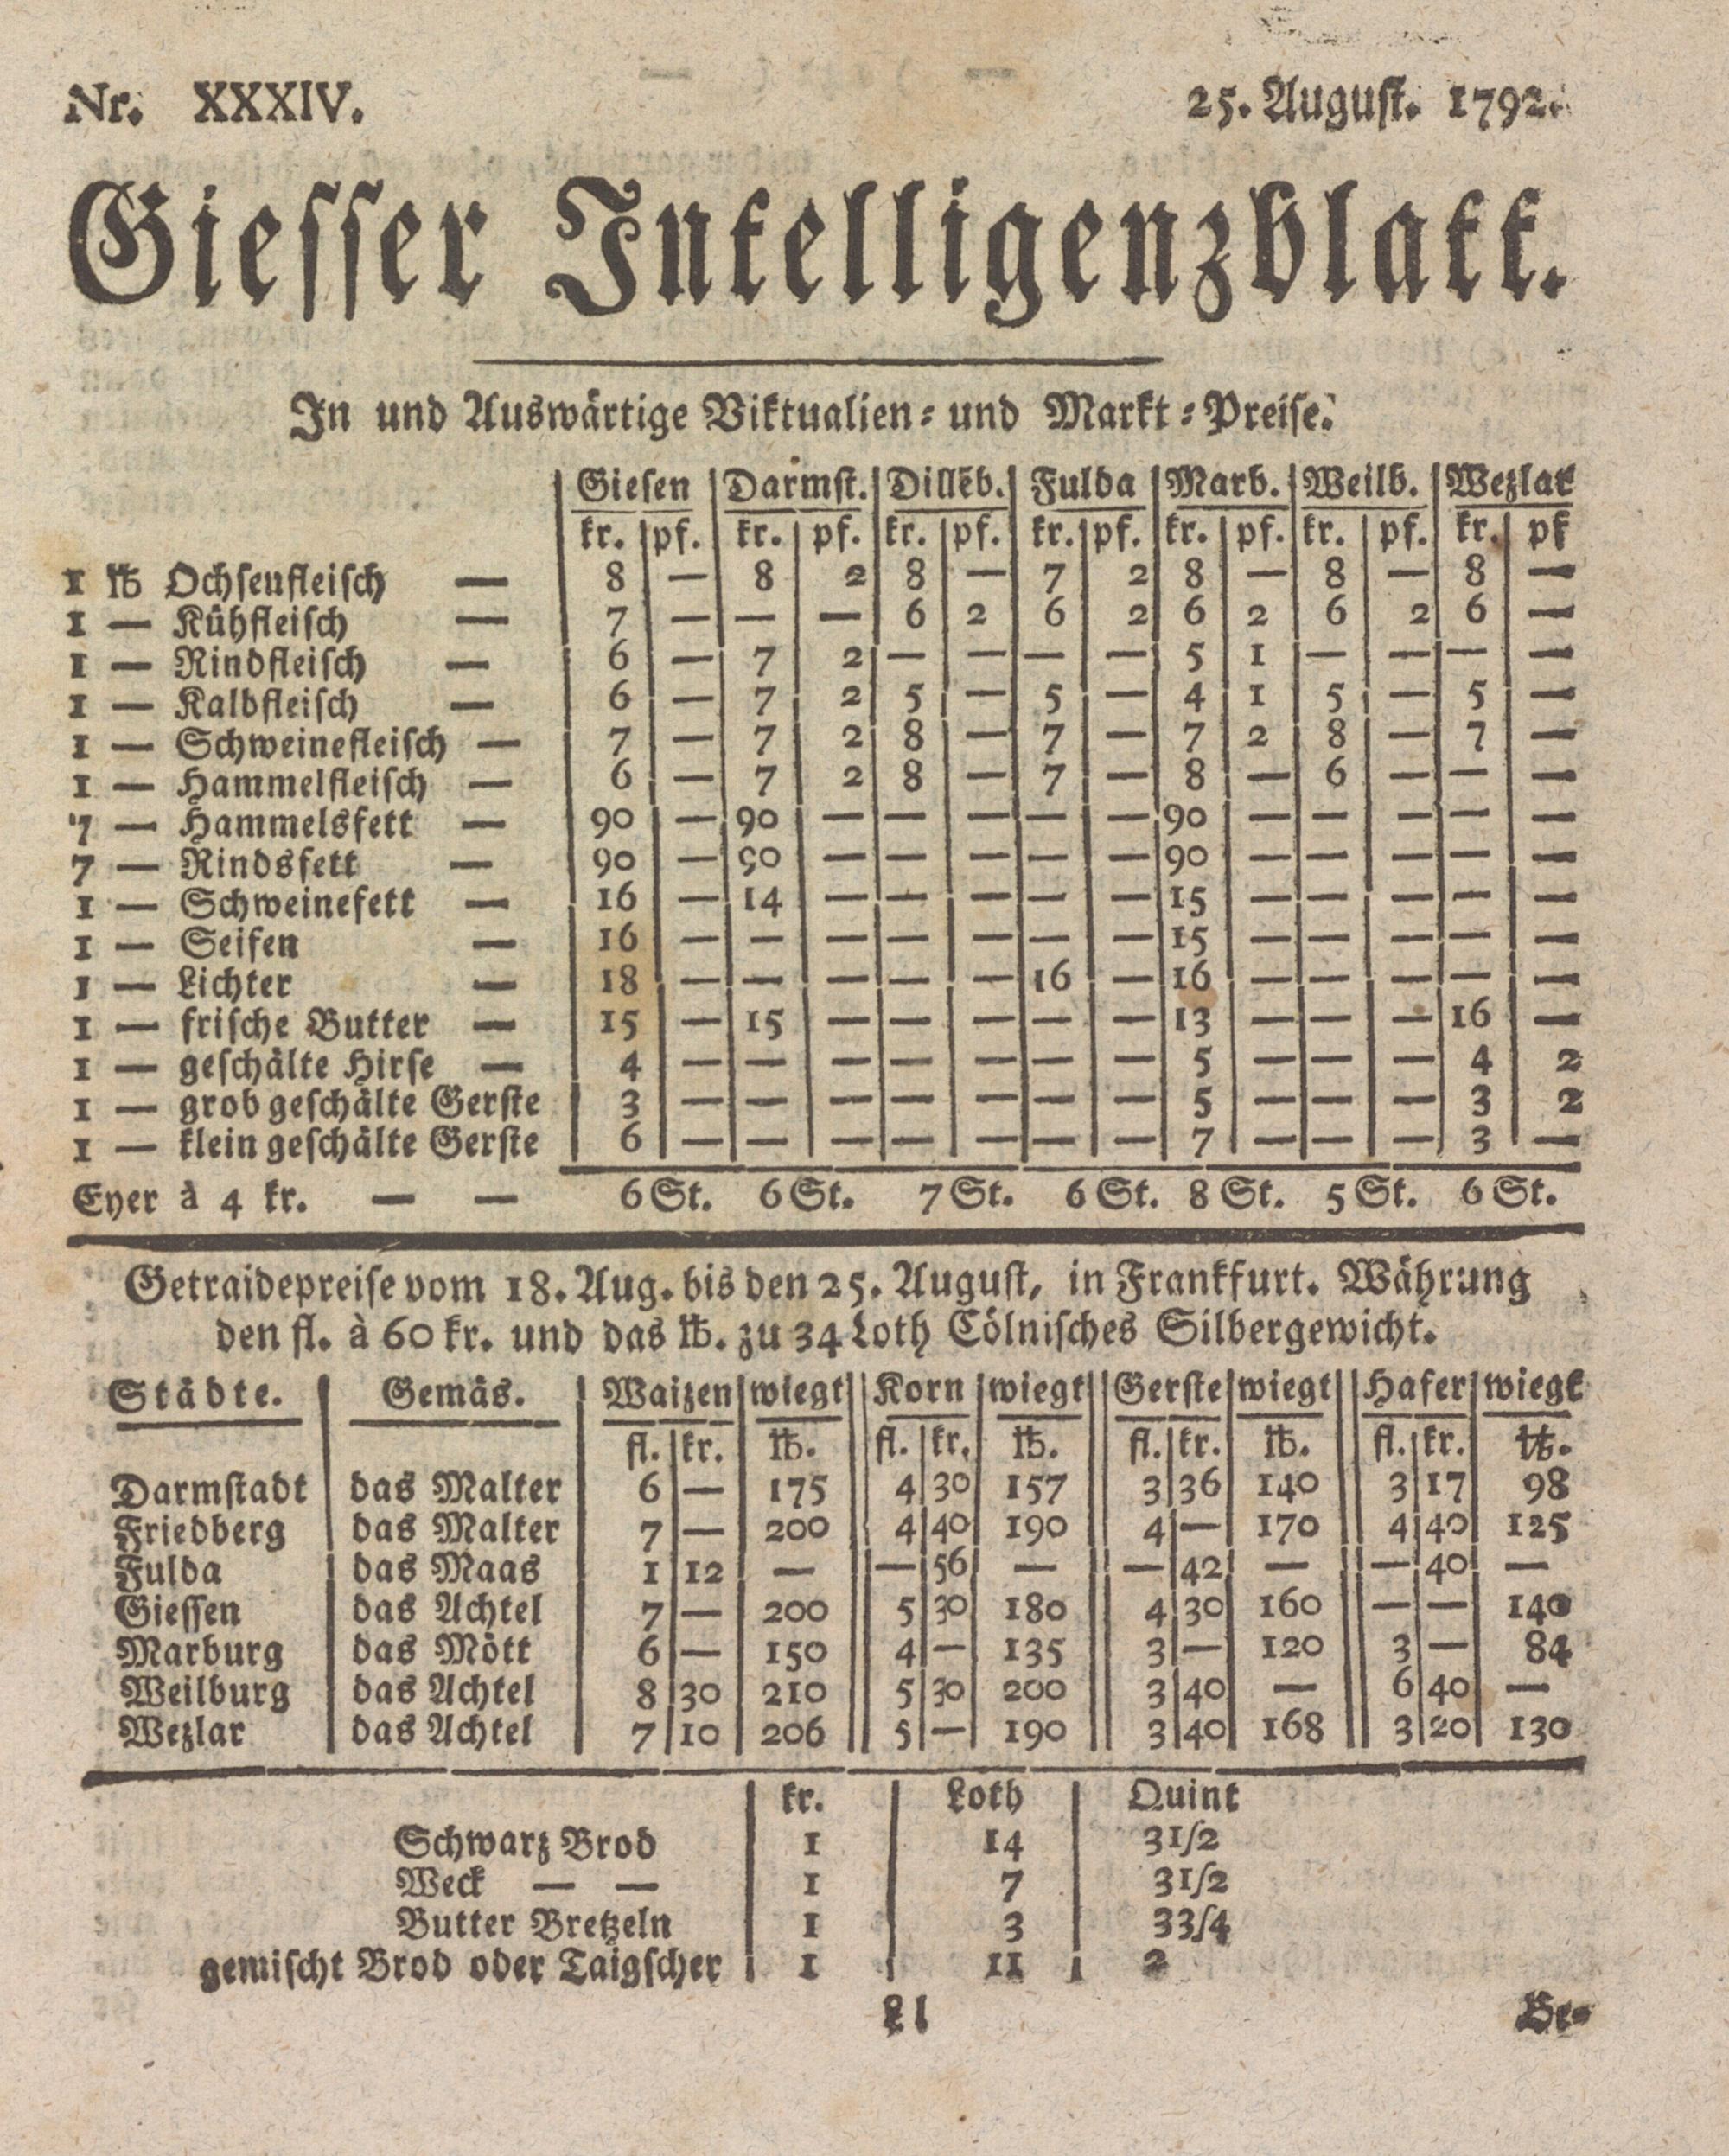 Nr. XXXIV. 25. Auguſt. 1792.
Gieſſer Intelligenzblatt.
In und Auswärtige Viktualien- und Markt-Preiſe.
Gieſen Darmſt. Dillēb. Fulda Marb. Weilb. Wezlar
kr. pf. kr. pf. kr. pf. kr. pf. kr. pf. kr. pf. kr. pf
1 ℔ Ochſenfleiſch — 8 — 8 2 8 — 7 2 8 — 8 — 8 —
1 — Kühfleiſch — 7 — — — 6 2 6 2 6 2 6 2 6 —
1 — Rindfleiſch — 6 — 7 2 — — — — 5 1 — — — —
1 — Kalbfleiſch — 6 — 7 2 5 — 5 — 4 1 5 — 5 —
1 — Schweinefleiſch — 7 — 7 2 8 — 7 — 7 2 8 — 7 —
1 — Hammelfleiſch — 6 — 7 2 8 — 7 — 8 — 6 — — —
7 — Hammelsfett — 90 — 90 — — — — — 90 — — — — —
7 — Rindsfett — 90 — 90 — — — — — 90 — — — — —
1 — Schweinefett — 16 — 14 — — — — — 15 — — — — —
1 — Seifen — 16 — — — — — — — 15 — — — — —
1 — Lichter — 18 — — — — — 16 — 16 — — — — —
1 — friſche Butter — 15 — 15 — — — — — 13 — — — 16 —
1 — geſchälte Hirſe — 4 — — — — — — — 5 — — — 4 2
1 — grob geſchälte Gerſte 3 — — — — — — — 5 — — — 3 2
1 — klein geſchälte Gerſte 6 — — — — — — — 7 — — — 3 —
Eyer à 4 kr. — — 6 St. 6 St. 7 St. 6 St. 8 St. 5 St. 6 St.
Getraidepreiſe vom 18. Aug. bis den 25. Auguſt, in Frankfurt. Währung
den fl. à 60 kr. und das ℔. zu 34 Loth Cölniſches Silbergewicht.
Städte. Gemäs. Waizen wiegt Korn wiegt Gerſte wiegt Hafer wiegt
fl. kr. ℔. fl. kr. ℔. fl. kr. ℔. fl. kr. ℔.
Darmſtadt das Malter 6 — 175 4 30 157 3 36 140 3 17 98
Friedberg das Malter 7 — 200 4 40 190 4 — 170 4 40 125
Fulda das Maas 1 12 — — 56 — — 42 — — 40 —
Gieſſen das Achtel 7 — 200 5 30 180 4 30 160 — — 140
Marburg das Mött 6 — 150 4 — 135 3 — 120 3 — 84
Weilburg das Achtel 8 30 210 5 30 200 3 40 — 6 40 —
Wezlar das Achtel 7 10 206 5 — 190 3 40 168 3 20 130
kr. Loth Quint
Schwarz Brod 1 14 3 1/2
Weck — — 1 7 3 1/2
Butter Bretzeln 1 3 3 3/4
gemiſcht Brod oder Taigſcher 1 11 2
Ll Be-